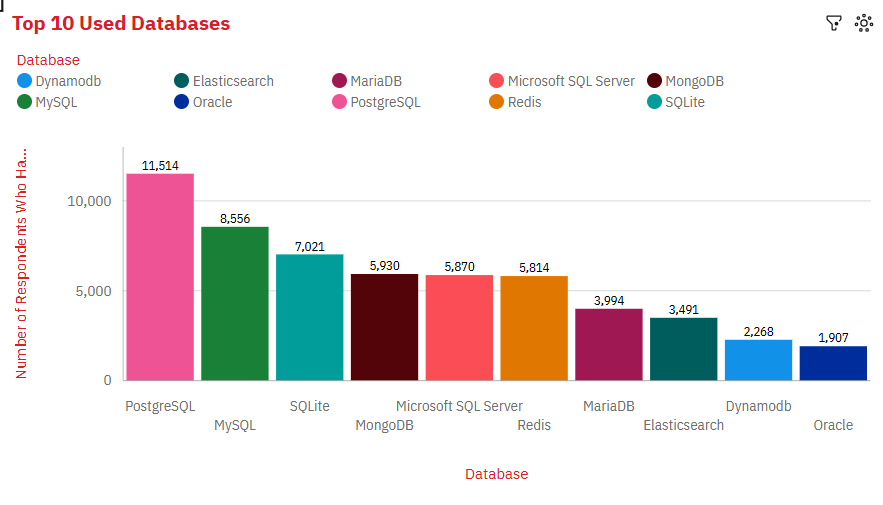 Top 10 Used Databases
Database
Dynamodb Elasticsearch MariaDB Microsoft SQL Server MongoDB
MySQL Oracle PostgreSQL Redis SQLite
Number of Respondents Who Ha...
11,514
10,000
8,556
7,021
5,930 5,870 5,814
5,000
3,994
3,491
2,268
1,907
0
PostgreSQL SQLite Microsoft SQL Server MariaDB Dynamodb
MySQL MongoDB Redis Elasticsearch Oracle
Database